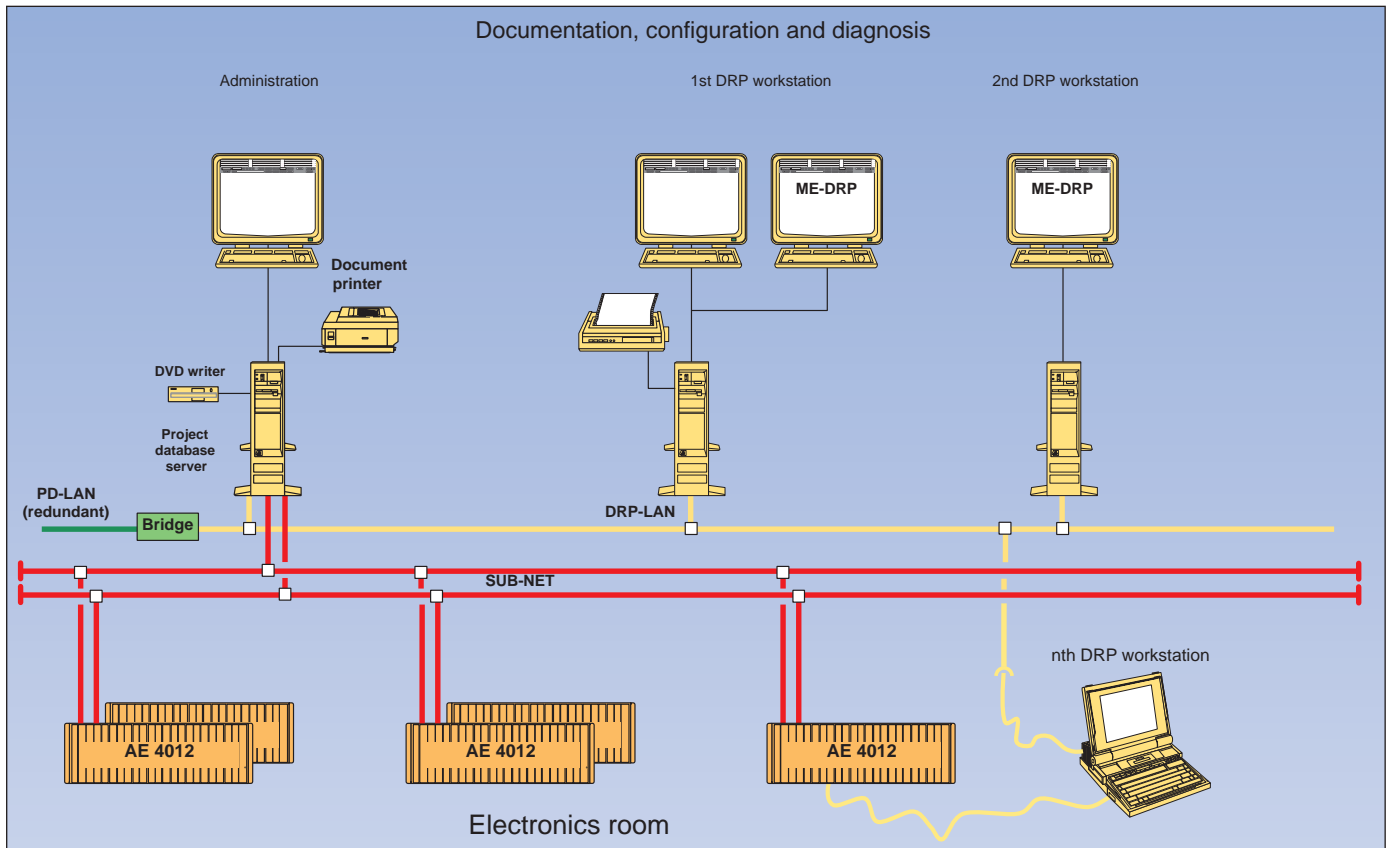 Documentation, configuration and diagnosis
Administration
1st DRP workstation
2nd DRP workstation
ME-DRP
ME-DRP
Document
printer
DVD writer
Project
database
server
PD-LAN
(redundant)
Bridge
DRP-LAN
SUB-NET
nth DRP workstation
AE 4012
AE 4012
AE 4012
Electronics room